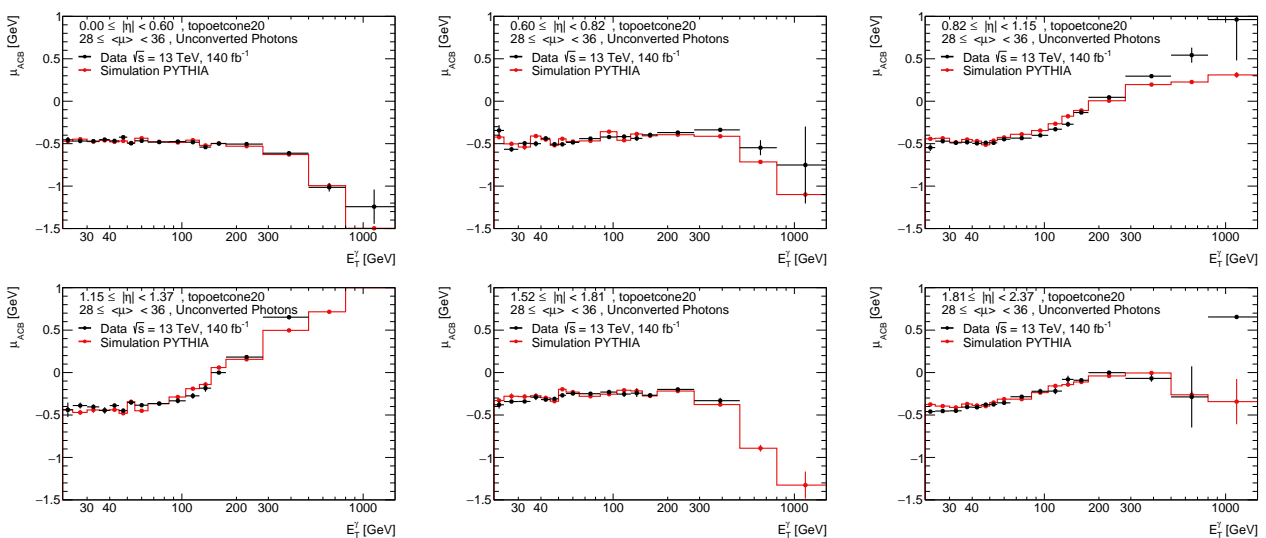 μ_ACB [GeV]
0.00 ≤ |η| < 0.60 , topoetcone20
28 ≤ <μ> < 36 , Unconverted Photons
Data √s = 13 TeV, 140 fb⁻¹
Simulation PYTHIA
1
0.5
0
−0.5
−1
−1.5
30 40 100 200 300 1000
E_T^γ [GeV]
μ_ACB [GeV]
0.60 ≤ |η| < 0.82 , topoetcone20
28 ≤ <μ> < 36 , Unconverted Photons
Data √s = 13 TeV, 140 fb⁻¹
Simulation PYTHIA
1
0.5
0
−0.5
−1
−1.5
30 40 100 200 300 1000
E_T^γ [GeV]
μ_ACB [GeV]
0.82 ≤ |η| < 1.15 , topoetcone20
28 ≤ <μ> < 36 , Unconverted Photons
Data √s = 13 TeV, 140 fb⁻¹
Simulation PYTHIA
1
0.5
0
−0.5
−1
−1.5
30 40 100 200 300 1000
E_T^γ [GeV]
μ_ACB [GeV]
1.15 ≤ |η| < 1.37 , topoetcone20
28 ≤ <μ> < 36 , Unconverted Photons
Data √s = 13 TeV, 140 fb⁻¹
Simulation PYTHIA
1
0.5
0
−0.5
−1
−1.5
30 40 100 200 300 1000
E_T^γ [GeV]
μ_ACB [GeV]
1.52 ≤ |η| < 1.81 , topoetcone20
28 ≤ <μ> < 36 , Unconverted Photons
Data √s = 13 TeV, 140 fb⁻¹
Simulation PYTHIA
1
0.5
0
−0.5
−1
−1.5
30 40 100 200 300 1000
E_T^γ [GeV]
μ_ACB [GeV]
1.81 ≤ |η| < 2.37 , topoetcone20
28 ≤ <μ> < 36 , Unconverted Photons
Data √s = 13 TeV, 140 fb⁻¹
Simulation PYTHIA
1
0.5
0
−0.5
−1
−1.5
30 40 100 200 300 1000
E_T^γ [GeV]